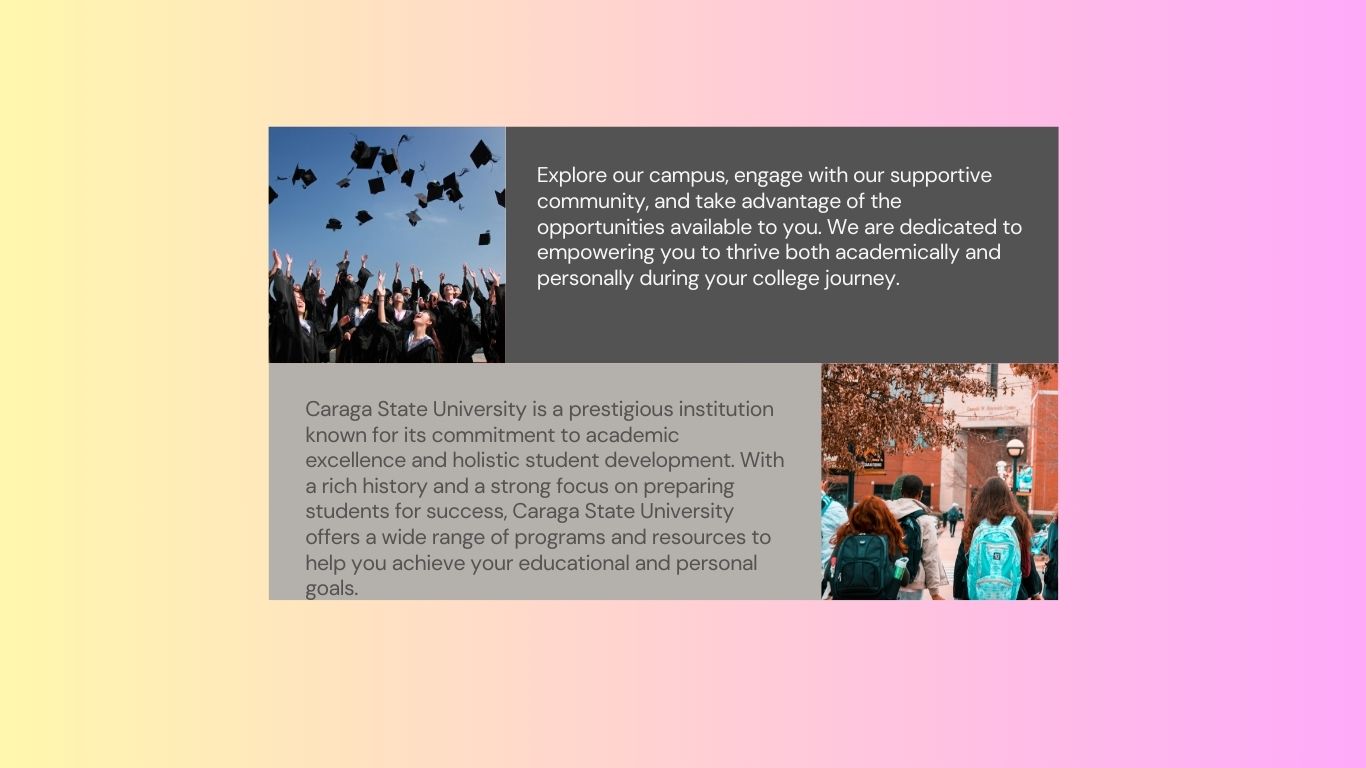 Explore our campus, engage with our supportive
community, and take advantage of the
opportunities available to you. We are dedicated to
empowering you to thrive both academically and
personally during your college journey.
Caraga State University is a prestigious institution
known for its commitment to academic
excellence and holistic student development. With
a rich history and a strong focus on preparing
students for success, Caraga State University
offers a wide range of programs and resources to
help you achieve your educational and personal
goals.